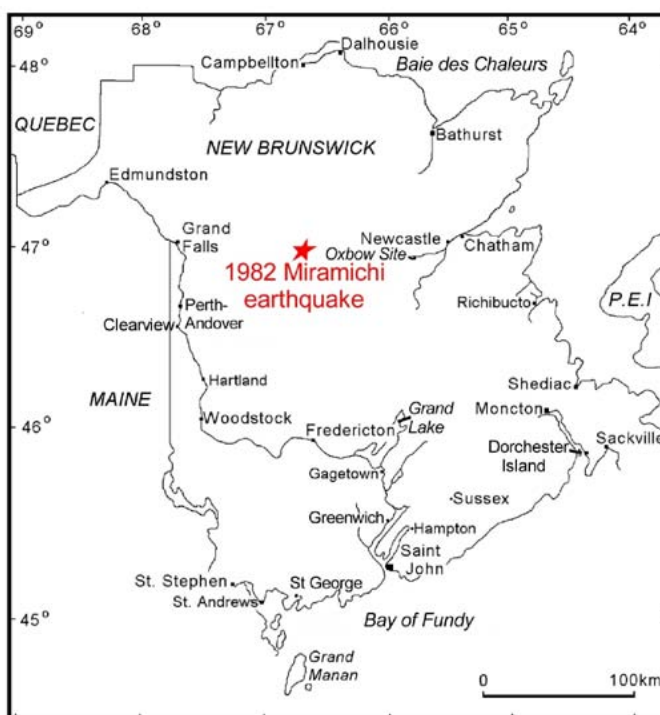 69° 68° 67° 66° 65° 64°
Dalhousie
48°
Campbellton
Baie des Chaleurs
QUEBEC
NEW BRUNSWICK
Bathurst
Edmundston
Grand
Falls
47°
Newcastle
Chatham
Oxbow Site
1982 Miramichi
earthquake
P.E.I
Richibucto
Perth-
Andover
Clearview
Hartland
Shediac
MAINE
Moncton
Woodstock
Grand
Lake
46°
Fredericton
Sackville
Dorchester
Island
Gagetown
Sussex
Greenwich
Hampton
Saint
John
St. Stephen
St George
St. Andrews
45°
Bay of Fundy
Grand
Manan
0 100km